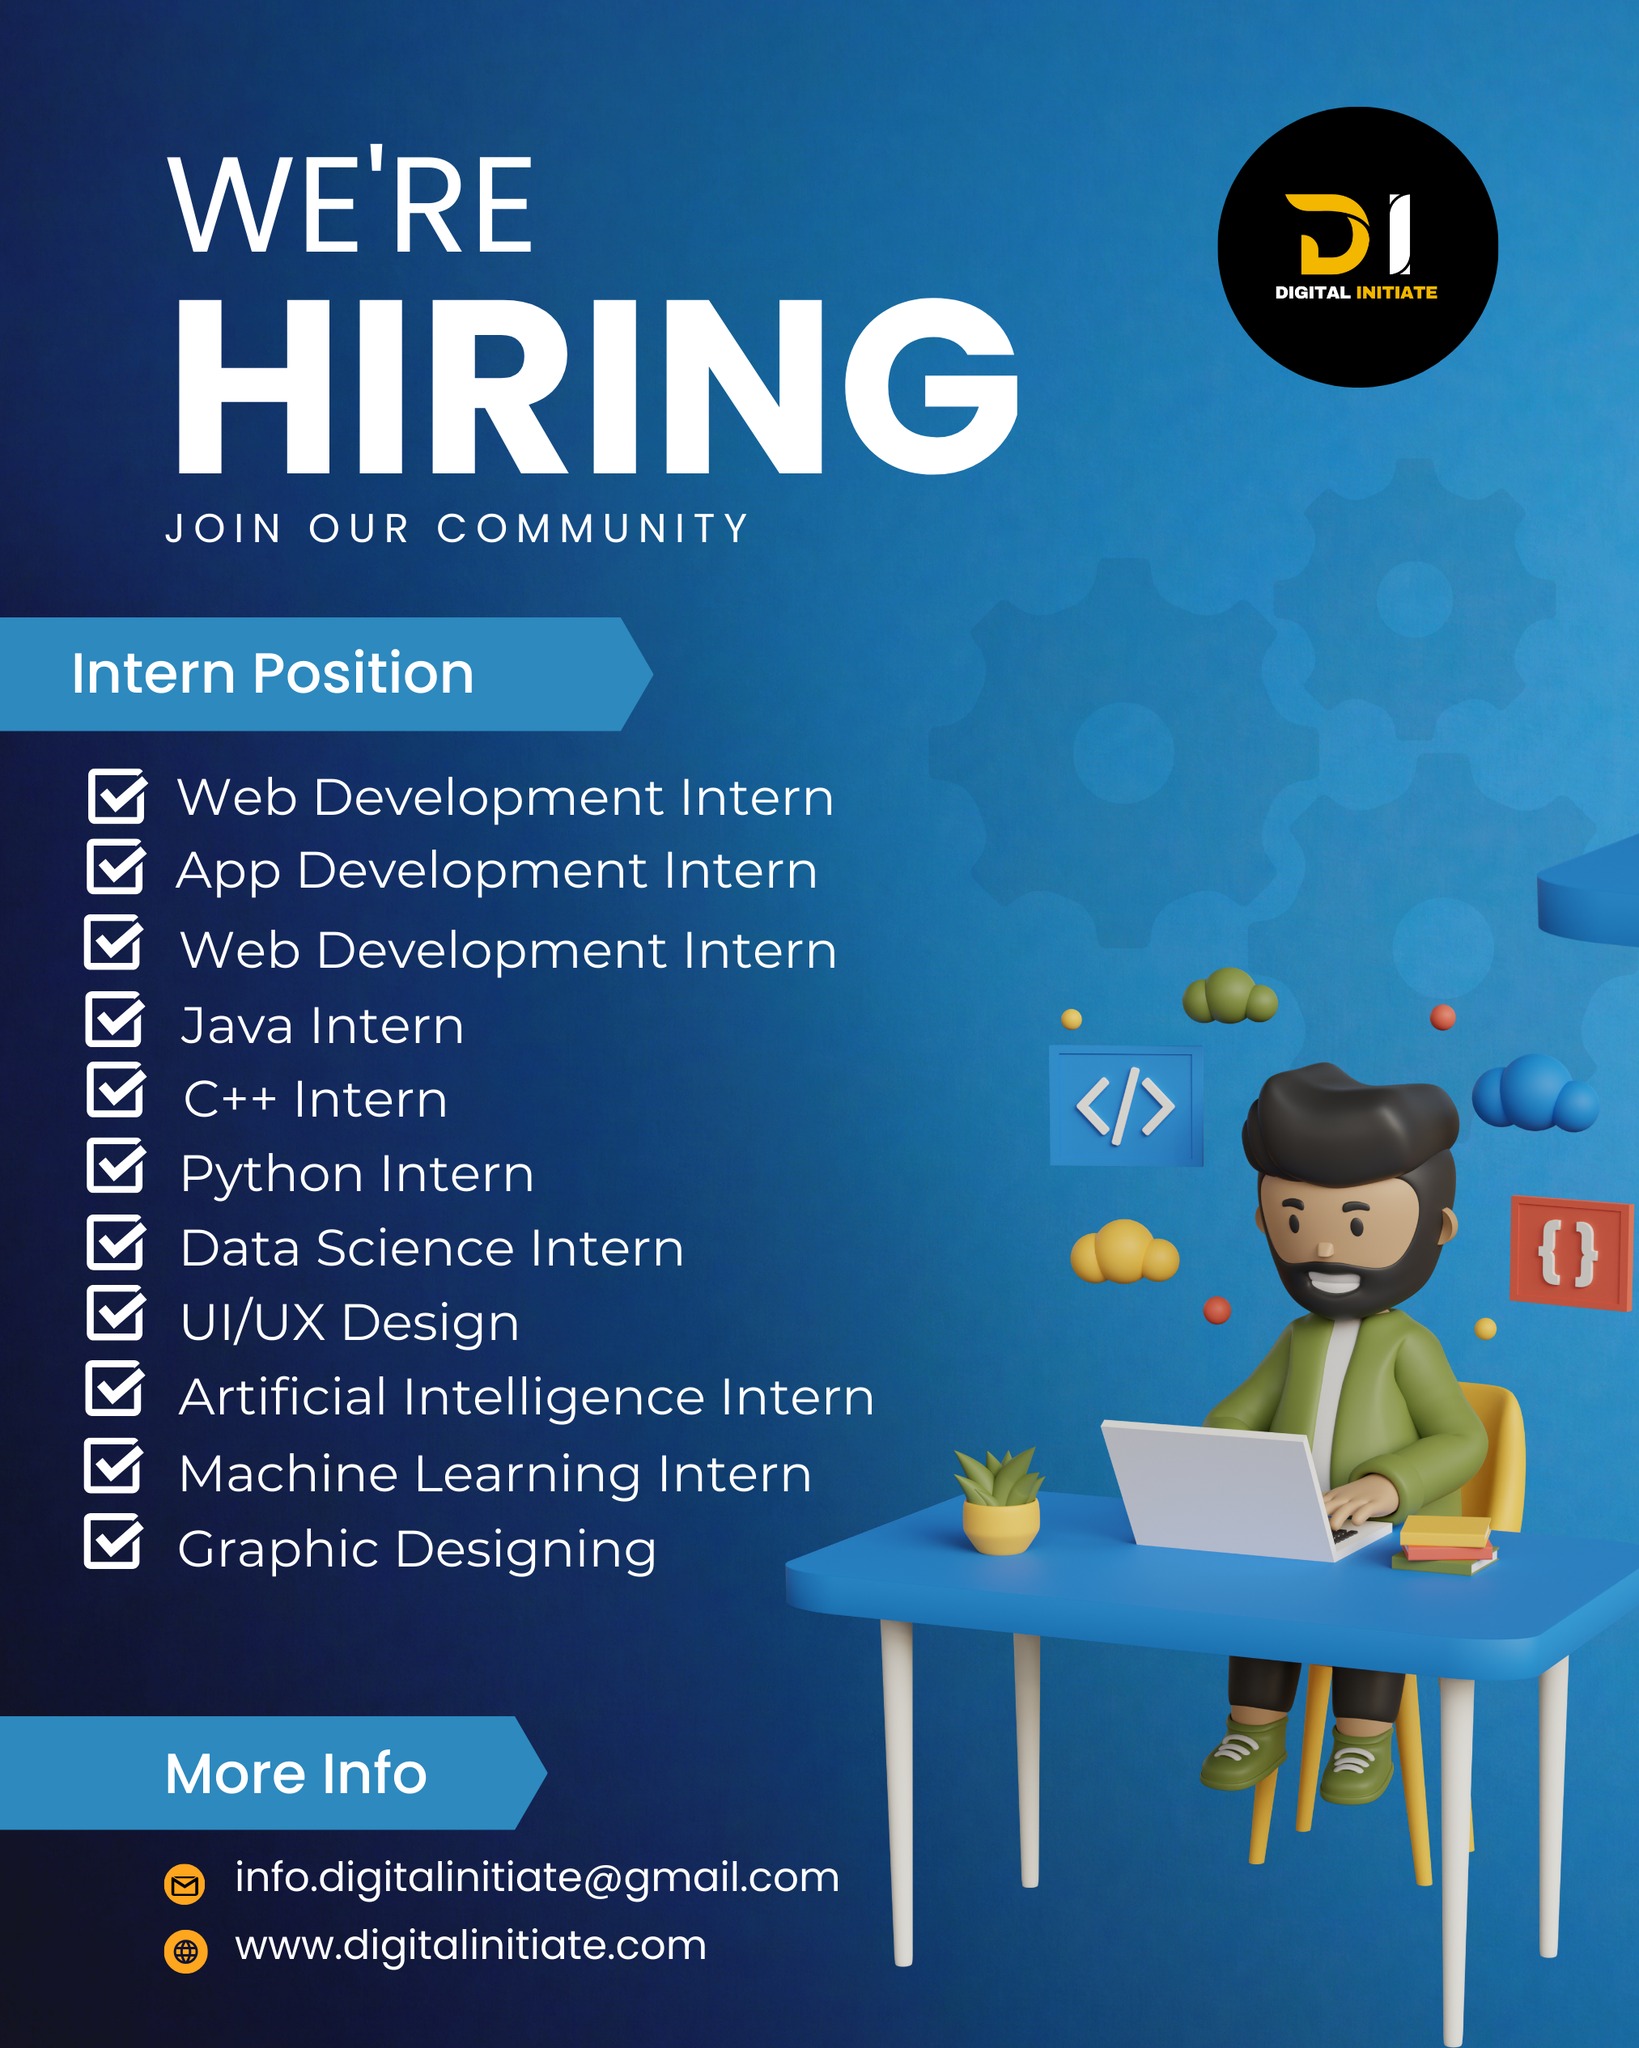 WE'RE
HIRING
JOIN OUR COMMUNITY
DI
DIGITAL INITIATE
Intern Position
Web Development Intern
App Development Intern
Web Development Intern
Java Intern
C++ Intern
Python Intern
Data Science Intern
UI/UX Design
Artificial Intelligence Intern
Machine Learning Intern
Graphic Designing
</>
{}
More Info
info.digitalinitiate@gmail.com
www.digitalinitiate.com